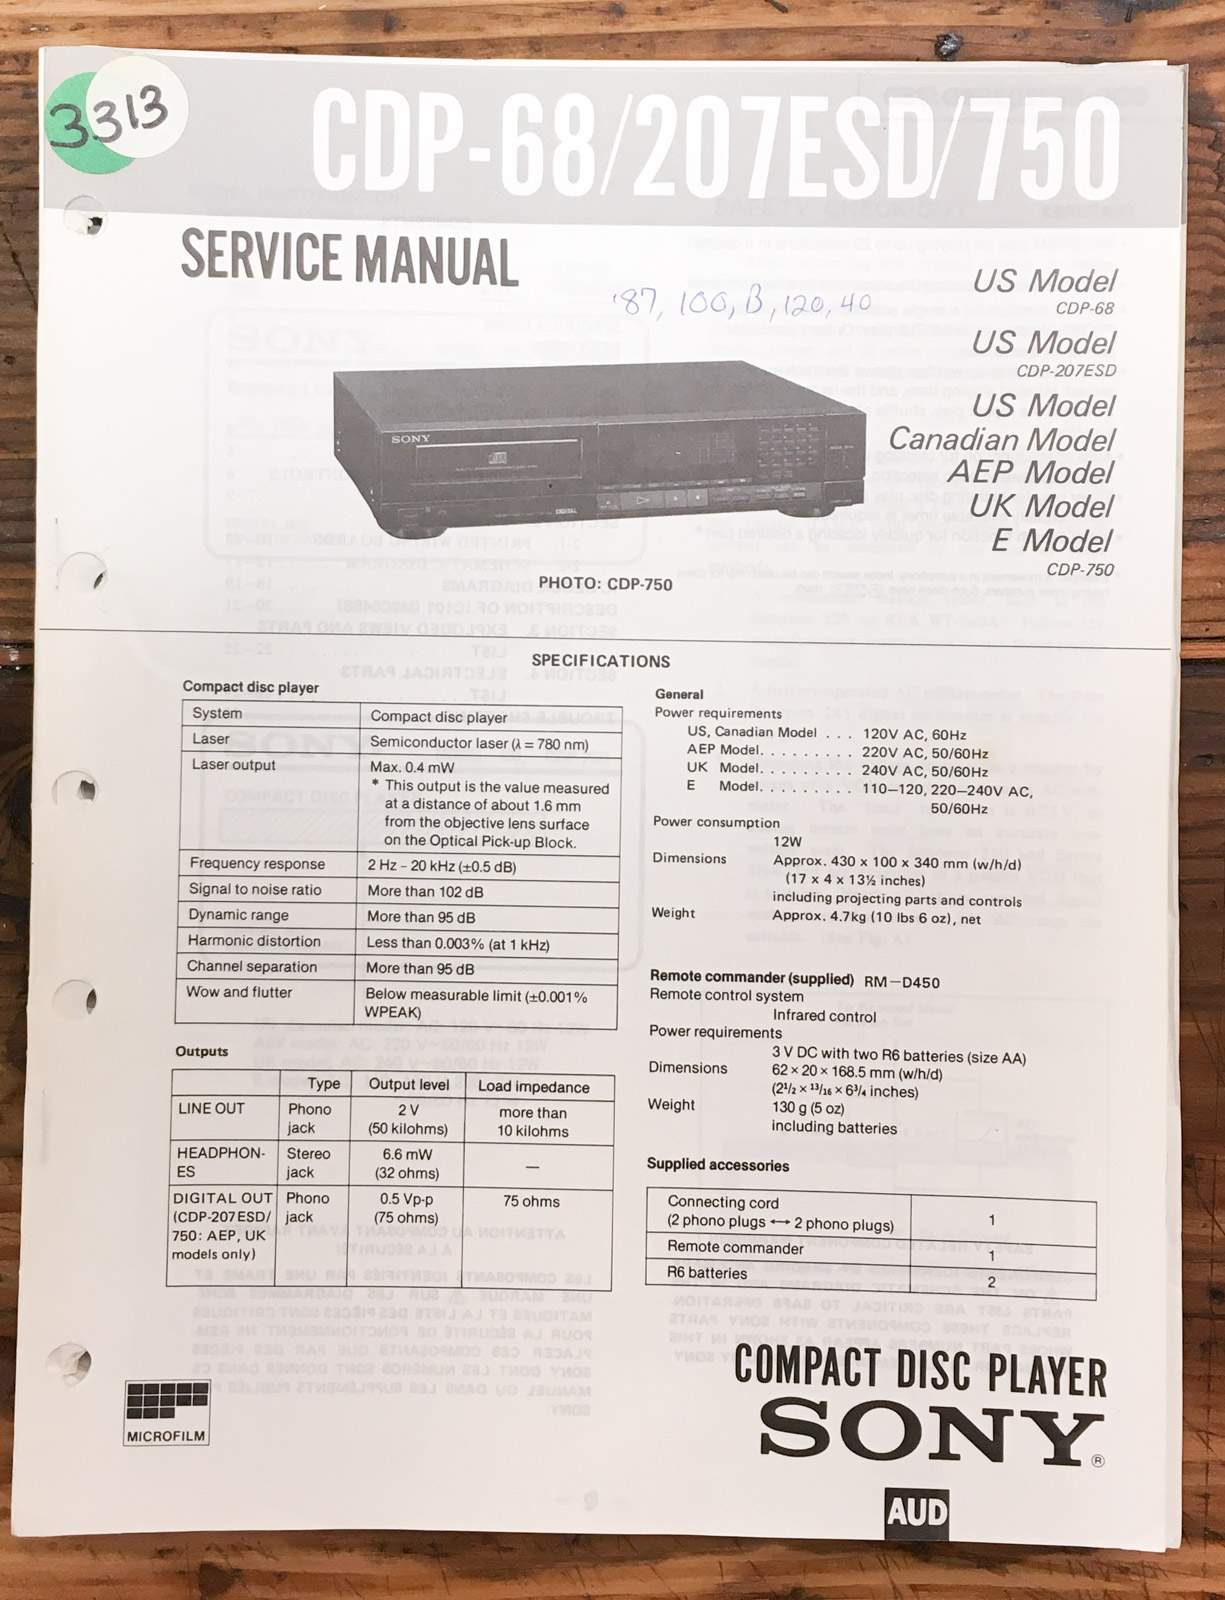 3313
CDP-68/207ESD/750
SERVICE MANUAL
'87, 100, B, 120, 40
US Model
CDP-68
US Model
CDP-207ESD
US Model
Canadian Model
AEP Model
UK Model
E Model
CDP-750
SONY
DIGITAL
PHOTO: CDP-750
SPECIFICATIONS
Compact disc player
System Compact disc player
Laser Semiconductor laser (λ = 780 nm)
Laser output Max. 0.4 mW
* This output is the value measured
at a distance of about 1.6 mm
from the objective lens surface
on the Optical Pick-up Block.
Frequency response 2 Hz – 20 kHz (±0.5 dB)
Signal to noise ratio More than 102 dB
Dynamic range More than 95 dB
Harmonic distortion Less than 0.003% (at 1 kHz)
Channel separation More than 95 dB
Wow and flutter Below measurable limit (±0.001%
WPEAK)
Outputs
Type Output level Load impedance
LINE OUT Phono 2 V more than
jack (50 kilohms) 10 kilohms
HEADPHON- Stereo 6.6 mW —
ES jack (32 ohms)
DIGITAL OUT Phono 0.5 Vp-p 75 ohms
(CDP-207ESD/ jack (75 ohms)
750: AEP, UK
models only)
General
Power requirements
US, Canadian Model . . . 120V AC, 60Hz
AEP Model. . . . . . . . . 220V AC, 50/60Hz
UK Model. . . . . . . . . 240V AC, 50/60Hz
E Model. . . . . . . . . 110–120, 220–240V AC,
50/60Hz
Power consumption
12W
Dimensions Approx. 430 x 100 x 340 mm (w/h/d)
(17 x 4 x 13½ inches)
including projecting parts and controls
Weight Approx. 4.7kg (10 lbs 6 oz), net
Remote commander (supplied) RM–D450
Remote control system
Infrared control
Power requirements
3 V DC with two R6 batteries (size AA)
Dimensions 62 × 20 × 168.5 mm (w/h/d)
(2½ × 13/16 × 6¾ inches)
Weight 130 g (5 oz)
including batteries
Supplied accessories
Connecting cord
(2 phono plugs ↔ 2 phono plugs) 1
Remote commander 1
R6 batteries 2
MICROFILM
COMPACT DISC PLAYER
SONY®
AUD